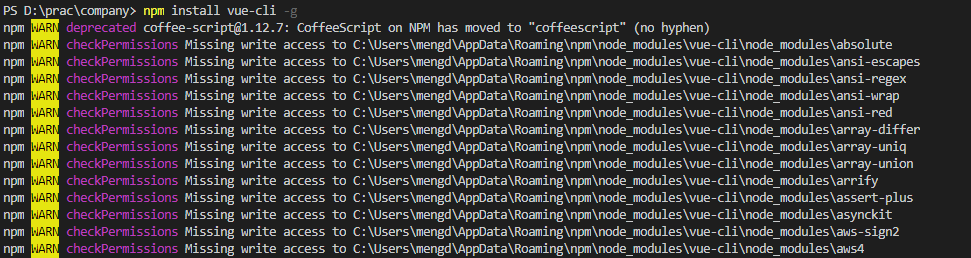 PS D:\prac\company> npm install vue-cli -g
npm WARN deprecated coffee-script@1.12.7: CoffeeScript on NPM has moved to "coffeescript" (no hyphen)
npm WARN checkPermissions Missing write access to C:\Users\mengd\AppData\Roaming\npm\node_modules\vue-cli\node_modules\absolute
npm WARN checkPermissions Missing write access to C:\Users\mengd\AppData\Roaming\npm\node_modules\vue-cli\node_modules\ansi-escapes
npm WARN checkPermissions Missing write access to C:\Users\mengd\AppData\Roaming\npm\node_modules\vue-cli\node_modules\ansi-regex
npm WARN checkPermissions Missing write access to C:\Users\mengd\AppData\Roaming\npm\node_modules\vue-cli\node_modules\ansi-wrap
npm WARN checkPermissions Missing write access to C:\Users\mengd\AppData\Roaming\npm\node_modules\vue-cli\node_modules\ansi-red
npm WARN checkPermissions Missing write access to C:\Users\mengd\AppData\Roaming\npm\node_modules\vue-cli\node_modules\array-differ
npm WARN checkPermissions Missing write access to C:\Users\mengd\AppData\Roaming\npm\node_modules\vue-cli\node_modules\array-uniq
npm WARN checkPermissions Missing write access to C:\Users\mengd\AppData\Roaming\npm\node_modules\vue-cli\node_modules\array-union
npm WARN checkPermissions Missing write access to C:\Users\mengd\AppData\Roaming\npm\node_modules\vue-cli\node_modules\arrify
npm WARN checkPermissions Missing write access to C:\Users\mengd\AppData\Roaming\npm\node_modules\vue-cli\node_modules\assert-plus
npm WARN checkPermissions Missing write access to C:\Users\mengd\AppData\Roaming\npm\node_modules\vue-cli\node_modules\asynckit
npm WARN checkPermissions Missing write access to C:\Users\mengd\AppData\Roaming\npm\node_modules\vue-cli\node_modules\aws-sign2
npm WARN checkPermissions Missing write access to C:\Users\mengd\AppData\Roaming\npm\node_modules\vue-cli\node_modules\aws4